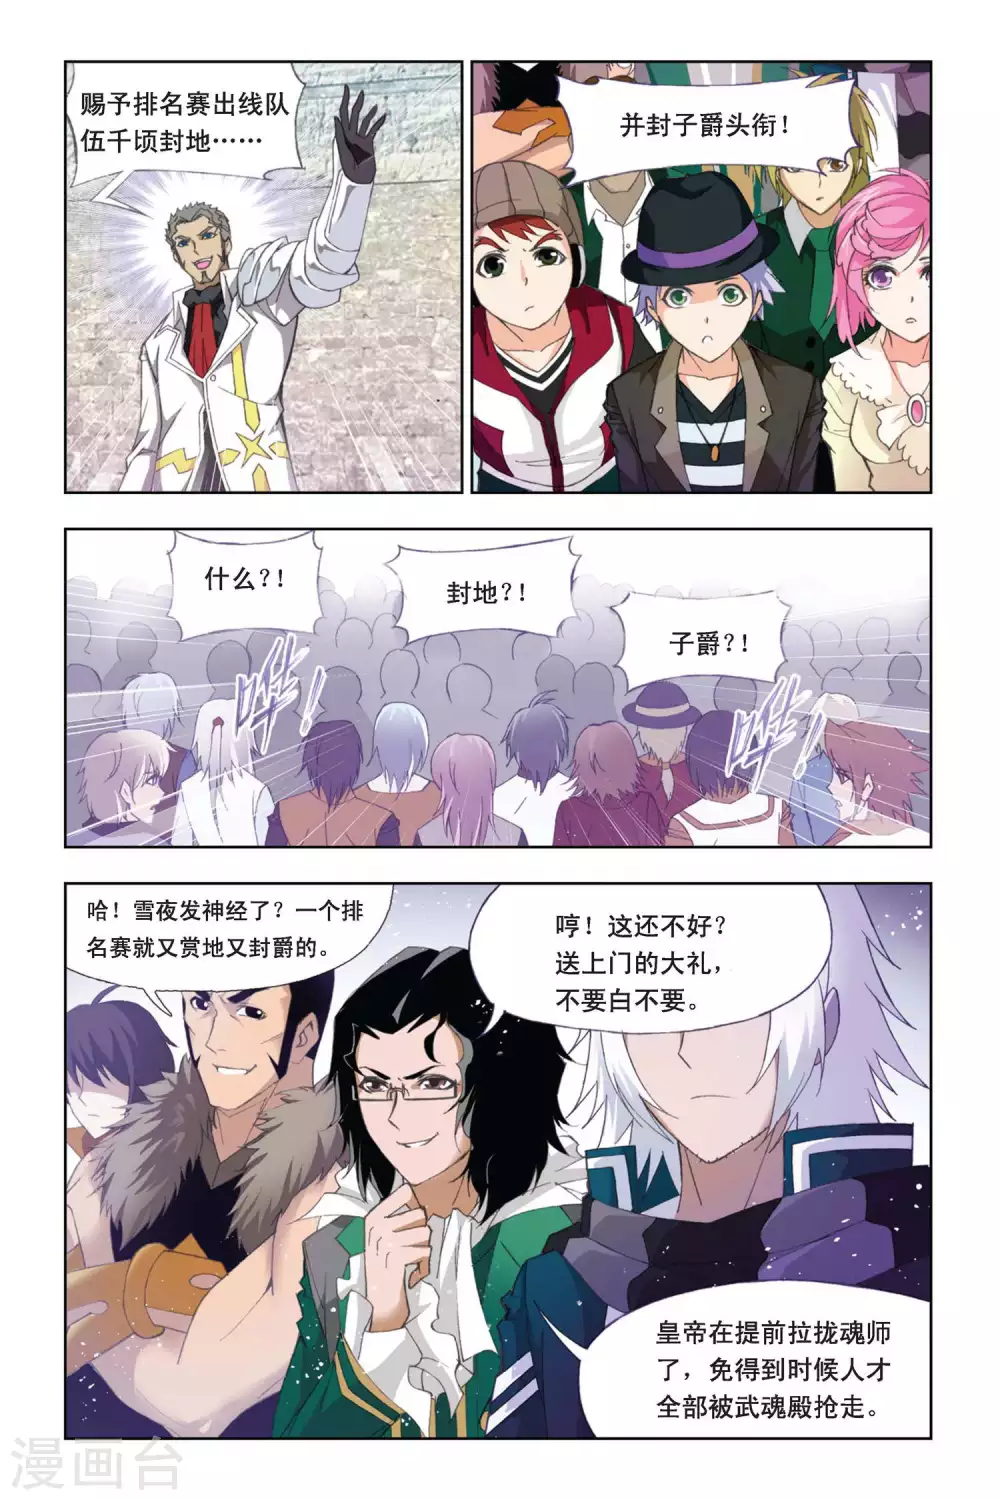 赐予排名赛出线队
伍千顷封地……
并封子爵头衔！
什么？！
封地？！
子爵？！
哗！
哗！
哈！雪夜发神经了？一个排
名赛就又赏地又封爵的。
哼！这还不好？
送上门的大礼，
不要白不要。
皇帝在提前拉拢魂师
了，免得到时候人才
全部被武魂殿抢走。
漫画台